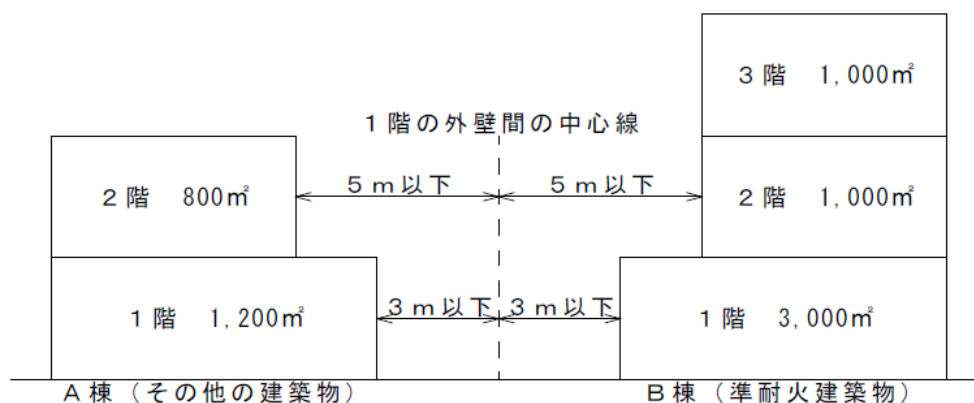 3階 1,000㎡
1階の外壁間の中心線
2階 800㎡
5m以下
5m以下
2階 1,000㎡
1階 1,200㎡
3m以下
3m以下
1階 3,000㎡
A棟(その他の建築物)
B棟(準耐火建築物)